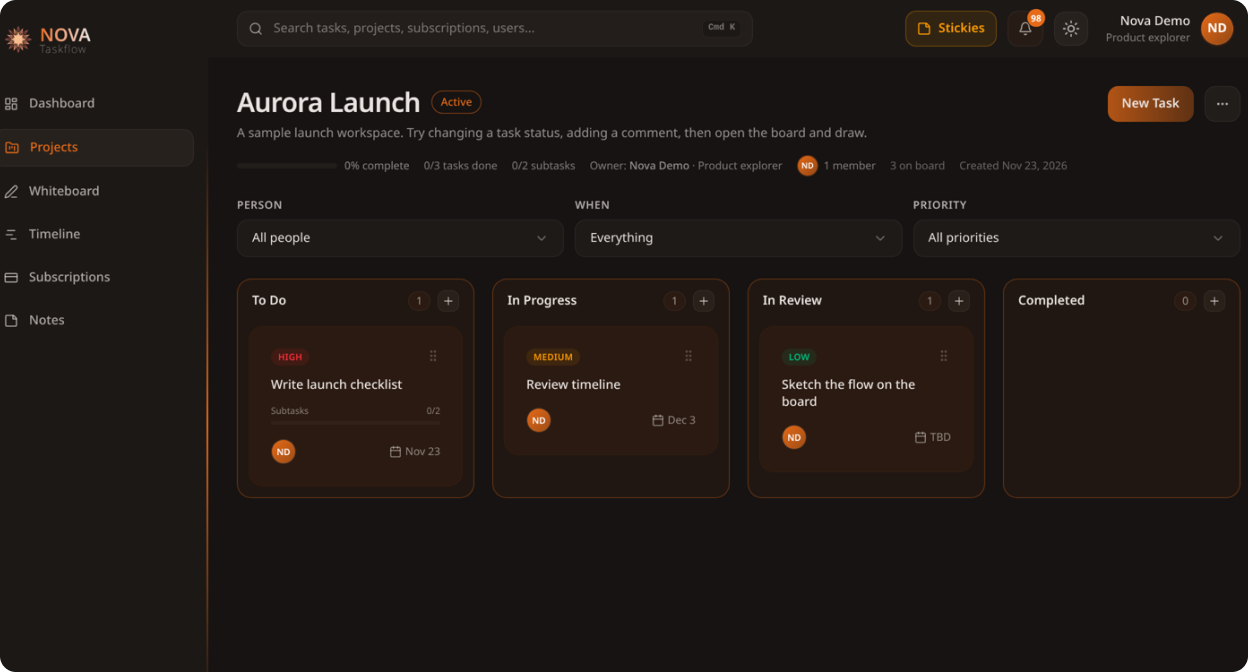 NOVA
Taskflow
Search tasks, projects, subscriptions, users...
Cmd K
Stickies
98
Nova Demo
Product explorer
ND
Dashboard
Projects
Whiteboard
Timeline
Subscriptions
Notes
Aurora Launch
Active
New Task
A sample launch workspace. Try changing a task status, adding a comment, then open the board and draw.
0% complete 0/3 tasks done 0/2 subtasks Owner: Nova Demo · Product explorer ND 1 member 3 on board Created Nov 23, 2026
PERSON
All people
WHEN
Everything
PRIORITY
All priorities
To Do 1
HIGH
Write launch checklist
Subtasks 0/2
ND Nov 23
In Progress 1
MEDIUM
Review timeline
ND Dec 3
In Review 1
LOW
Sketch the flow on the
board
ND TBD
Completed 0